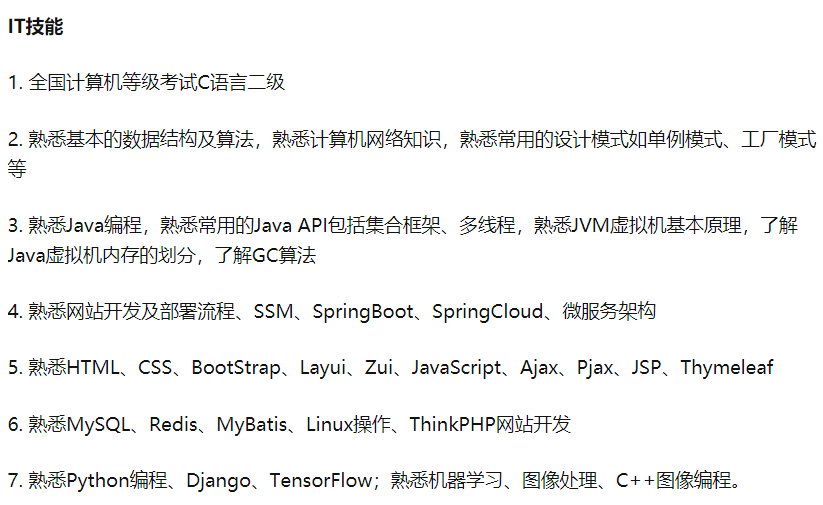 IT技能
1. 全国计算机等级考试C语言二级
2. 熟悉基本的数据结构及算法，熟悉计算机网络知识，熟悉常用的设计模式如单例模式、工厂模式
等
3. 熟悉Java编程，熟悉常用的Java API包括集合框架、多线程，熟悉JVM虚拟机基本原理，了解
Java虚拟机内存的划分，了解GC算法
4. 熟悉网站开发及部署流程、SSM、SpringBoot、SpringCloud、微服务架构
5. 熟悉HTML、CSS、BootStrap、Layui、Zui、JavaScript、Ajax、Pjax、JSP、Thymeleaf
6. 熟悉MySQL、Redis、MyBatis、Linux操作、ThinkPHP网站开发
7. 熟悉Python编程、Django、TensorFlow；熟悉机器学习、图像处理、C++图像编程。